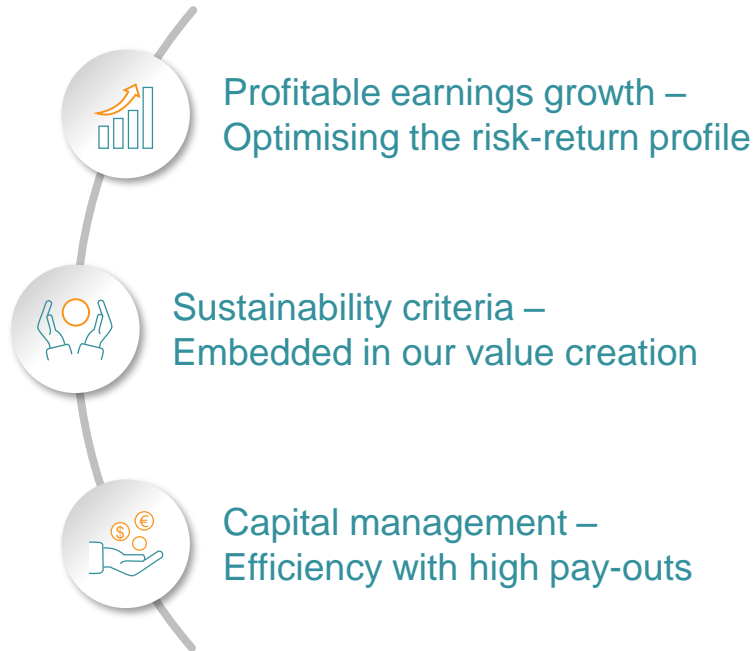 Profitable earnings growth –
Optimising the risk-return profile
Sustainability criteria –
Embedded in our value creation
$ €
Capital management –
Efficiency with high pay-outs